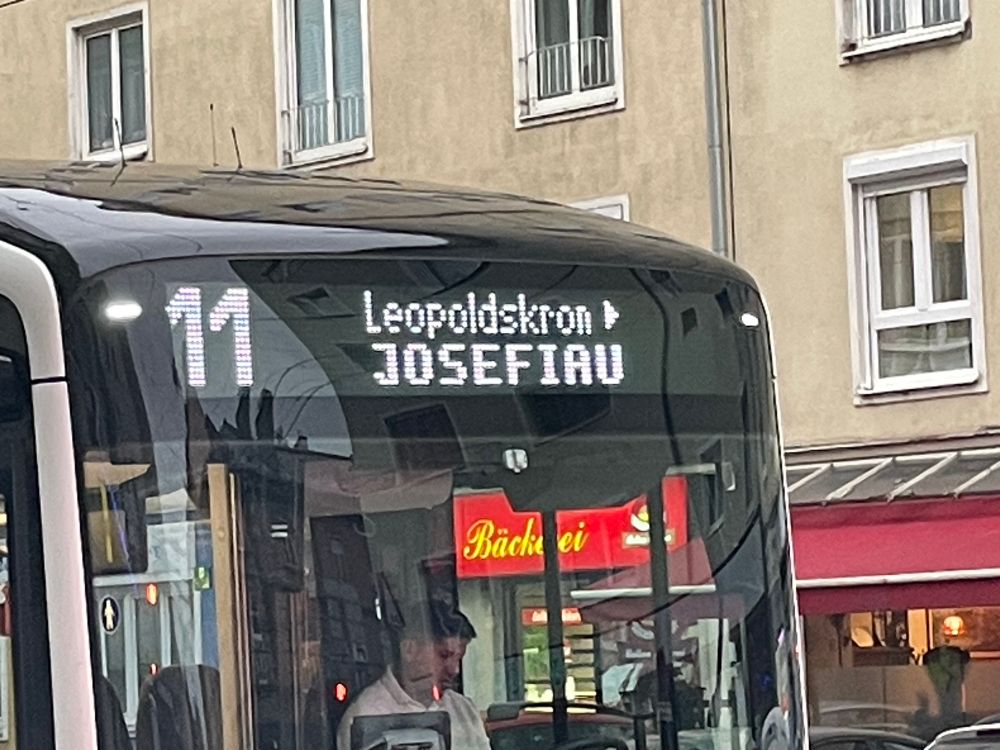 11
Leopoldskron
JOSEFIAU
Bäckerei